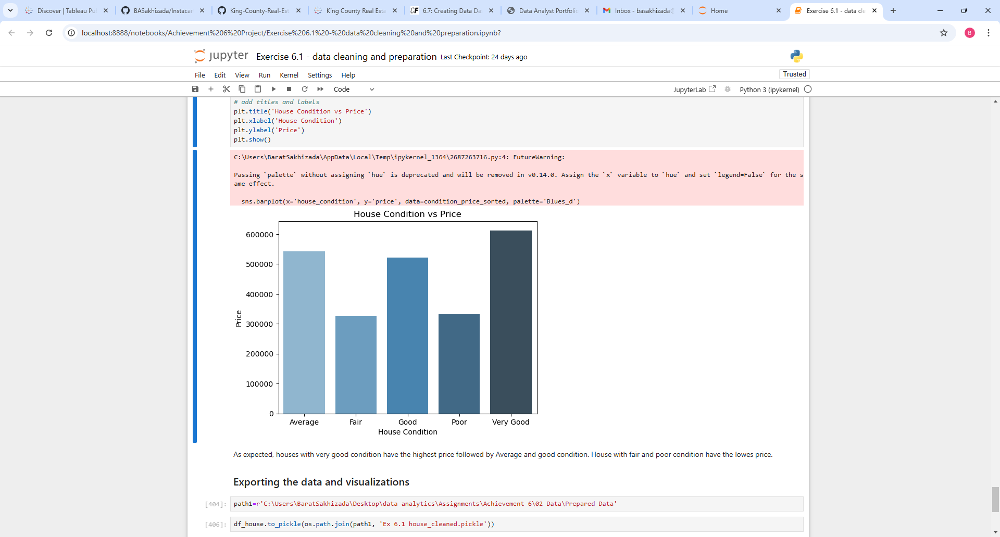 Discover | Tableau Pu
BASakhizada/Instacar
King-County-Real-Est
King County Real Esta
CF 6.7: Creating Data Da
Data Analyst Portfolio
Inbox - basakhizada@
Home
Exercise 6.1 - data cle
localhost:8888/notebooks/Achievement%206%20Project/Exercise%206.1%20-%20data%20cleaning%20and%20preparation.ipynb?
B
jupyter Exercise 6.1 - data cleaning and preparation Last Checkpoint: 24 days ago
File Edit View Run Kernel Settings Help
Trusted
Code
JupyterLab
Python 3 (ipykernel)
# add titles and labels
plt.title('House Condition vs Price')
plt.xlabel('House Condition')
plt.ylabel('Price')
plt.show()
C:\Users\BaratSakhizada\AppData\Local\Temp\ipykernel_1364\2687263716.py:4: FutureWarning:
Passing `palette` without assigning `hue` is deprecated and will be removed in v0.14.0. Assign the `x` variable to `hue` and set `legend=False` for the s
ame effect.
sns.barplot(x='house_condition', y='price', data=condition_price_sorted, palette='Blues_d')
House Condition vs Price
600000
500000
400000
300000
200000
100000
0
Price
Average Fair Good Poor Very Good
House Condition
As expected, houses with very good condition have the highest price followed by Average and good condition. House with fair and poor condition have the lowes price.
Exporting the data and visualizations
[404]: path1=r'C:\Users\BaratSakhizada\Desktop\data analytics\Assignments\Achievement 6\02 Data\Prepared Data'
[406]: df_house.to_pickle(os.path.join(path1, 'Ex 6.1 house_cleaned.pickle'))